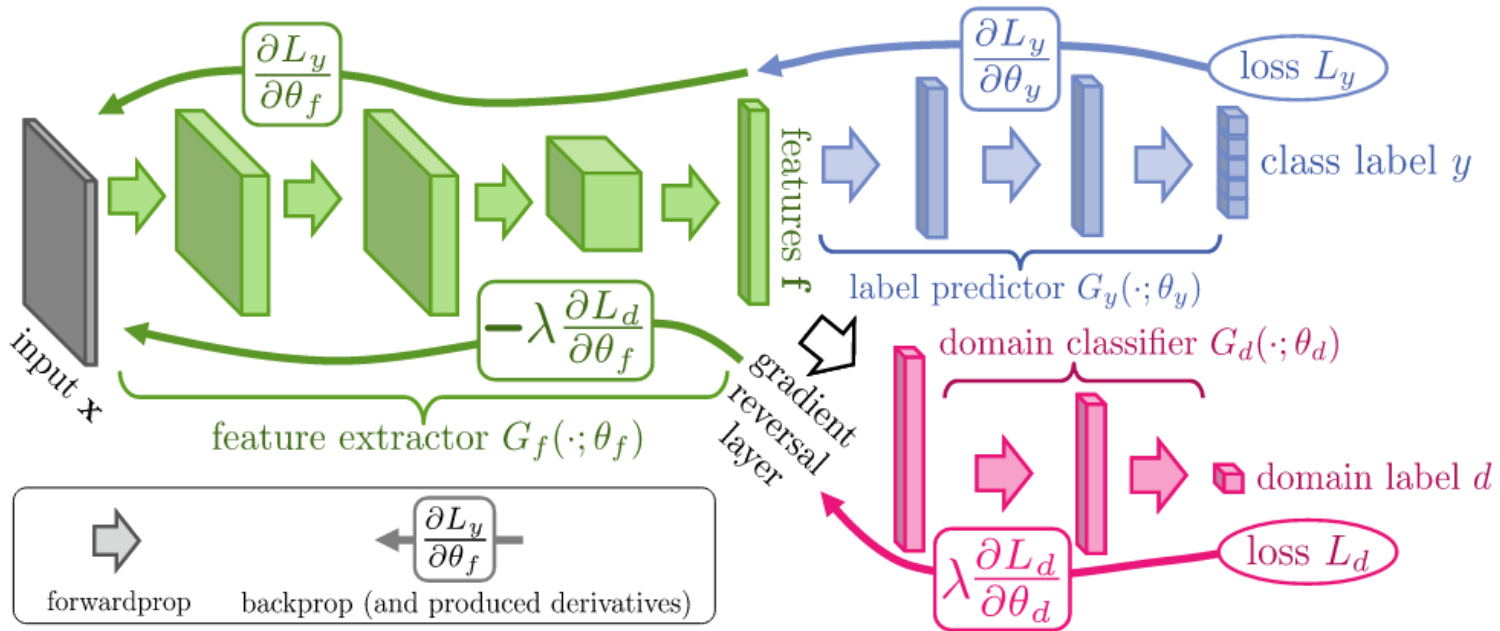 ∂L_y/∂θ_f
∂L_y/∂θ_y
loss L_y
input x
features f
class label y
label predictor G_y(·; θ_y)
−λ ∂L_d/∂θ_f
feature extractor G_f(·; θ_f)
gradient
reversal
layer
domain classifier G_d(·; θ_d)
domain label d
λ ∂L_d/∂θ_d
loss L_d
forwardprop
∂L_y/∂θ_f
backprop (and produced derivatives)